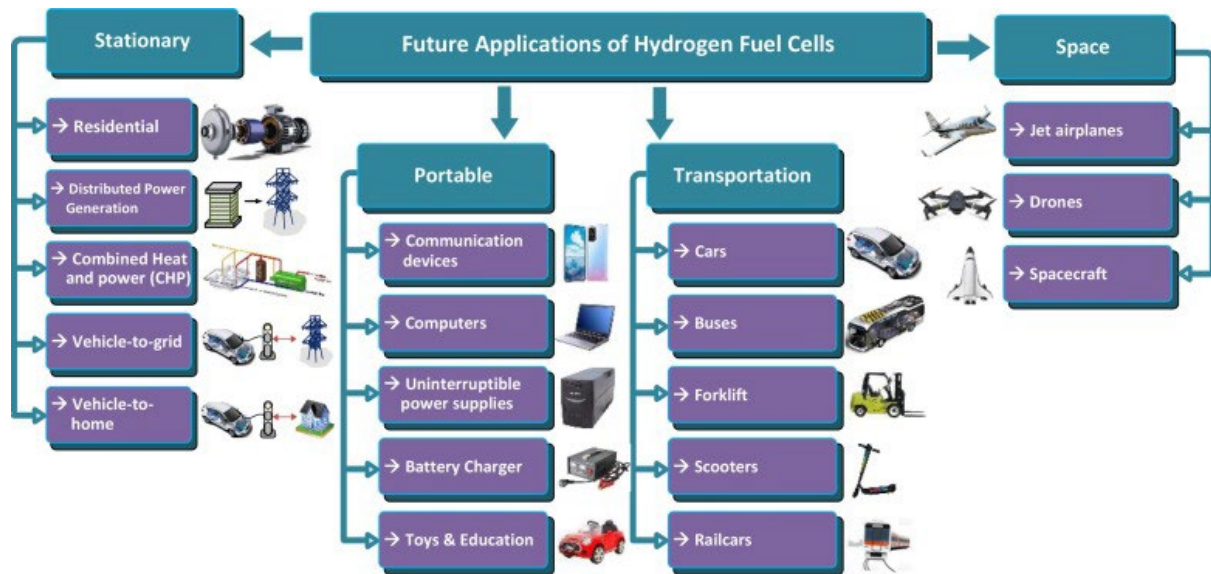 Future Applications of Hydrogen Fuel Cells
Stationary
→ Residential
→ Distributed Power
Generation
→ Combined Heat
and power (CHP)
→ Vehicle-to-grid
→ Vehicle-to-
home
Portable
→ Communication
devices
→ Computers
→ Uninterruptible
power supplies
→ Battery Charger
→ Toys & Education
Transportation
→ Cars
→ Buses
→ Forklift
→ Scooters
→ Railcars
Space
→ Jet airplanes
→ Drones
→ Spacecraft